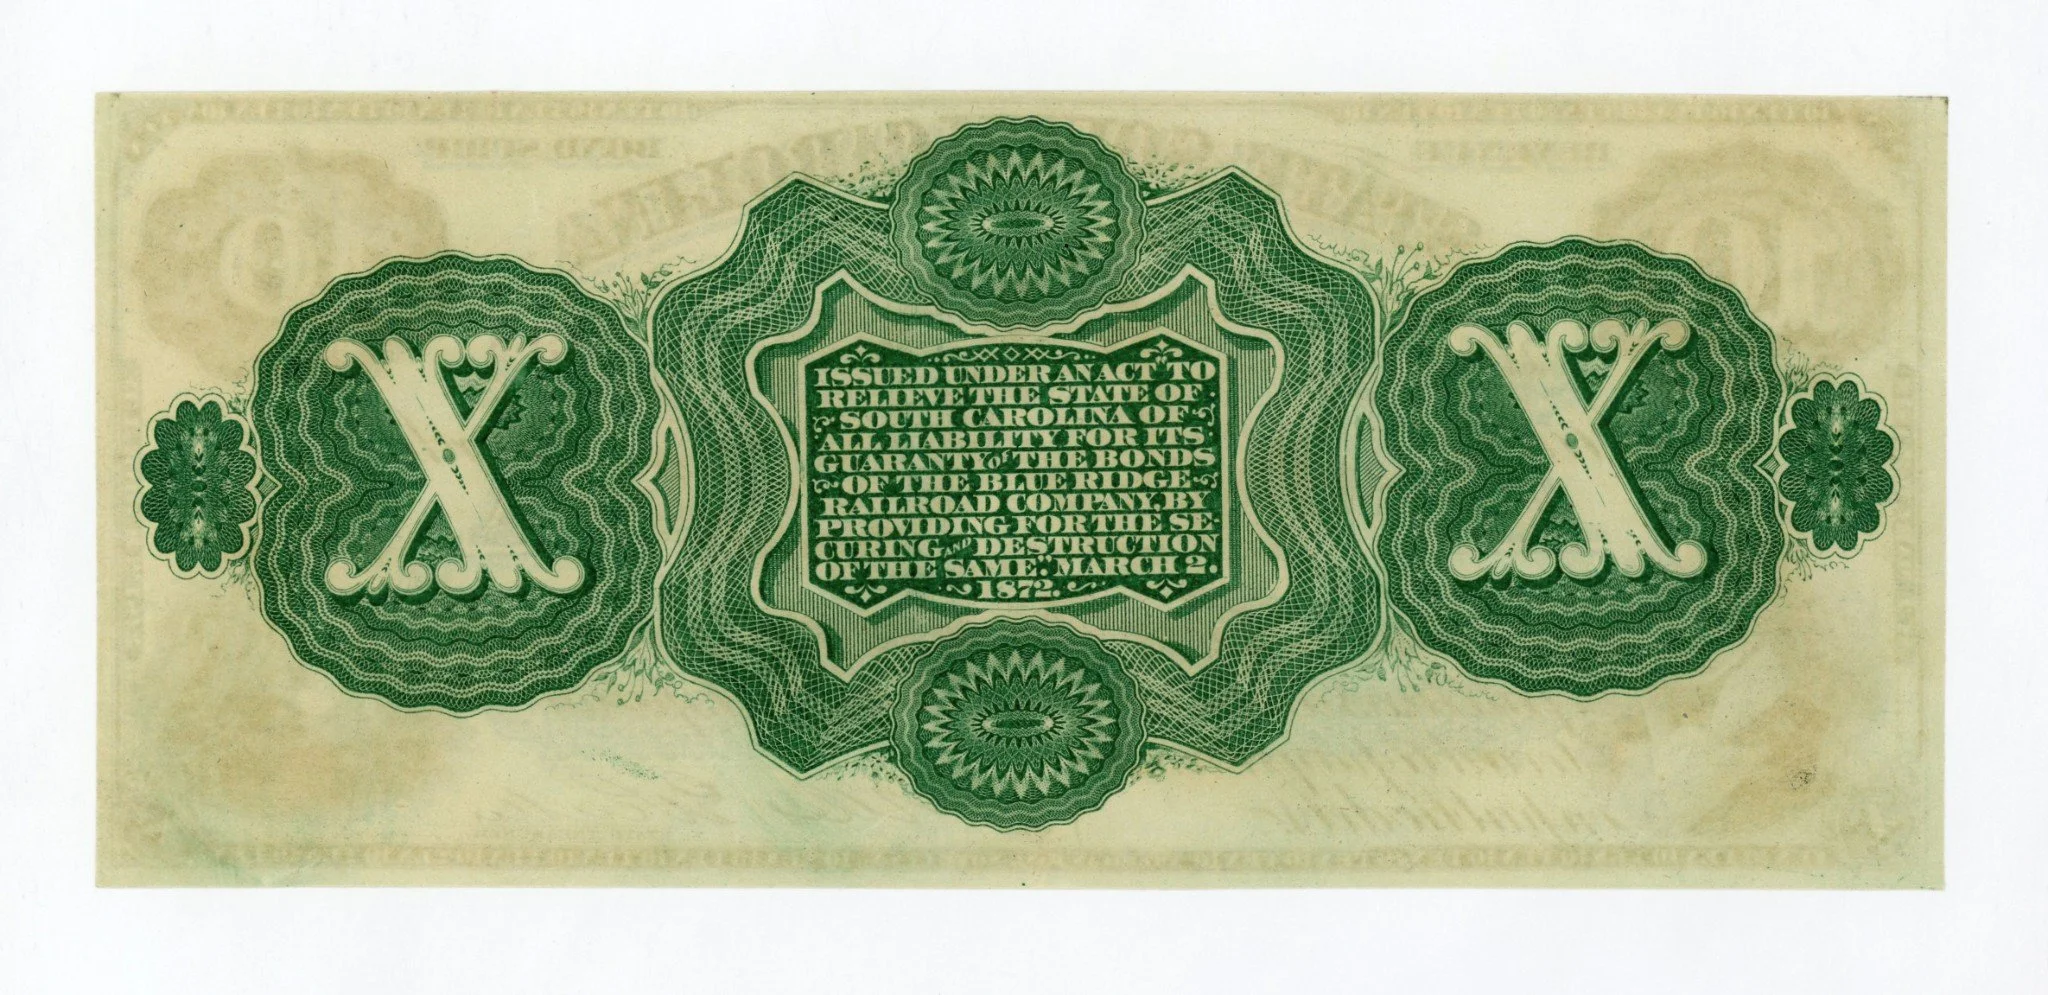 X
ISSUED UNDER AN ACT TO
RELIEVE THE STATE OF
SOUTH CAROLINA OF
ALL LIABILITY FOR ITS
GUARANTY of THE BONDS
OF THE BLUE RIDGE
RAILROAD COMPANY, BY
PROVIDING FOR THE SE-
CURING AND DESTRUCTION
OF THE SAME: MARCH 2.
1872.
X